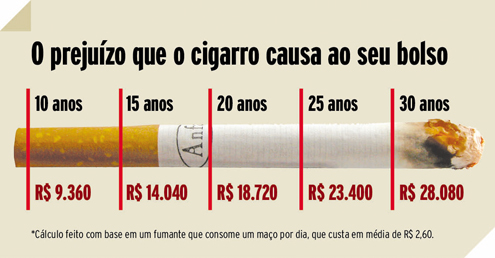 O prejuízo que o cigarro causa ao seu bolso
10 anos 15 anos 20 anos 25 anos 30 anos
R$ 9.360 R$ 14.040 R$ 18.720 R$ 23.400 R$ 28.080
*Cálculo feito com base em um fumante que consome um maço por dia, que custa em média de R$ 2,60.